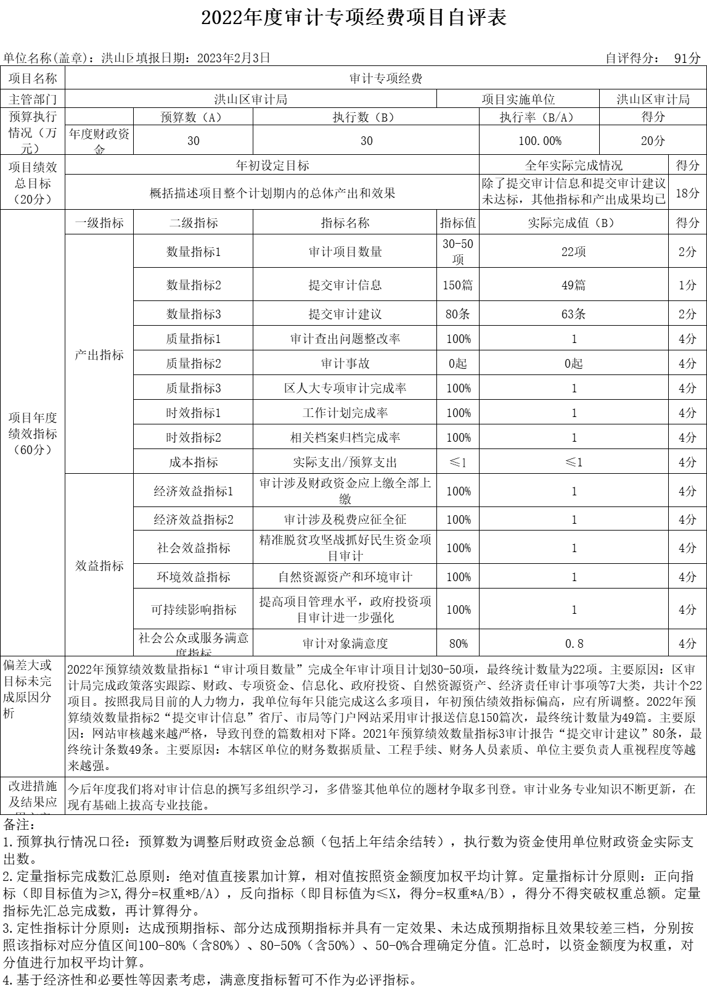 2022年度审计专项经费项目自评表
单位名称(盖章)：洪山区填报日期：2023年2月3日 自评得分： 91分
项目名称 审计专项经费
主管部门 洪山区审计局 项目实施单位 洪山区审计局
预算执行情况（万元） 预算数（A） 执行数（B） 执行率（B/A） 得分
年度财政资金 30 30 100.00% 20分
项目绩效总目标（20分） 年初设定目标 全年实际完成情况 得分
概括描述项目整个计划期内的总体产出和效果 除了提交审计信息和提交审计建议未达标，其他指标和产出成果均已 18分
项目年度绩效指标（60分） 一级指标 二级指标 指标名称 指标值 实际完成值（B） 得分
产出指标 数量指标1 审计项目数量 30-50项 22项 2分
数量指标2 提交审计信息 150篇 49篇 1分
数量指标3 提交审计建议 80条 63条 2分
质量指标1 审计查出问题整改率 100% 1 4分
质量指标2 审计事故 0起 0起 4分
质量指标3 区人大专项审计完成率 100% 1 4分
时效指标1 工作计划完成率 100% 1 4分
时效指标2 相关档案归档完成率 100% 1 4分
成本指标 实际支出/预算支出 ≤1 ≤1 4分
效益指标 经济效益指标1 审计涉及财政资金应上缴全部上缴 100% 1 4分
经济效益指标2 审计涉及税费应征全征 100% 1 4分
社会效益指标 精准脱贫攻坚战抓好民生资金项目审计 100% 1 4分
环境效益指标 自然资源资产和环境审计 100% 1 4分
可持续影响指标 提高项目管理水平，政府投资项目审计进一步强化 100% 1 4分
社会公众或服务满意度指标 审计对象满意度 80% 0.8 4分
偏差大或目标未完成原因分析
2022年预算绩效数量指标1“审计项目数量”完成全年审计项目计划30-50项，最终统计数量为22项。主要原因：区审
计局完成政策落实跟踪、财政、专项资金、信息化、政府投资、自然资源资产、经济责任审计事项等7大类，共计个22
项目。按照我局目前的人力物力，我单位每年只能完成这么多项目，年初预估绩效指标偏高，应有所调整。2022年预
算绩效数量指标2“提交审计信息”省厅、市局等门户网站采用审计报送信息150篇次，最终统计数量为49篇。主要原
因：网站审核越来越严格，导致刊登的篇数相对下降。2021年预算绩效数量指标3审计报告“提交审计建议”80条，最
终统计条数49条。主要原因：本辖区单位的财务数据质量、工程手续、财务人员素质、单位主要负责人重视程度等越
来越强。
改进措施及结果应
今后年度我们将对审计信息的撰写多组织学习，多借鉴其他单位的题材争取多刊登。审计业务专业知识不断更新，在
现有基础上拔高专业技能。
备注：
1.预算执行情况口径：预算数为调整后财政资金总额（包括上年结余结转），执行数为资金使用单位财政资金实际支
出数。
2.定量指标完成数汇总原则：绝对值直接累加计算，相对值按照资金额度加权平均计算。定量指标计分原则：正向指
标（即目标值为≥X,得分=权重*B/A），反向指标（即目标值为≤X，得分=权重*A/B），得分不得突破权重总额。定量
指标先汇总完成数，再计算得分。
3.定性指标计分原则：达成预期指标、部分达成预期指标并具有一定效果、未达成预期指标且效果较差三档，分别按
照该指标对应分值区间100-80%（含80%）、80-50%（含50%）、50-0%合理确定分值。汇总时，以资金额度为权重，对
分值进行加权平均计算。
4.基于经济性和必要性等因素考虑，满意度指标暂可不作为必评指标。